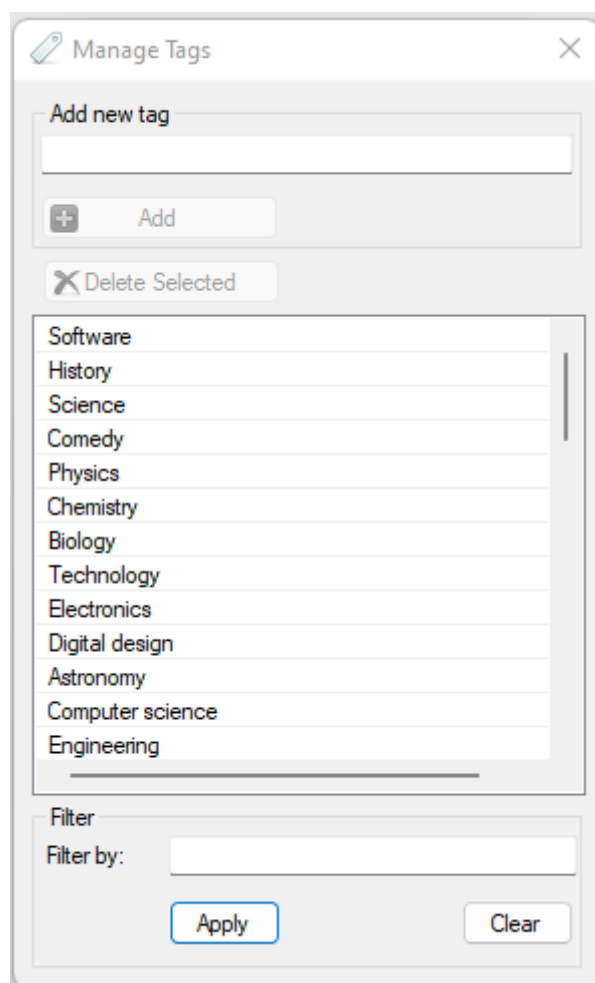 Manage Tags
Add new tag
Add
Delete Selected
Software
History
Science
Comedy
Physics
Chemistry
Biology
Technology
Electronics
Digital design
Astronomy
Computer science
Engineering
Filter
Filter by:
Apply Clear